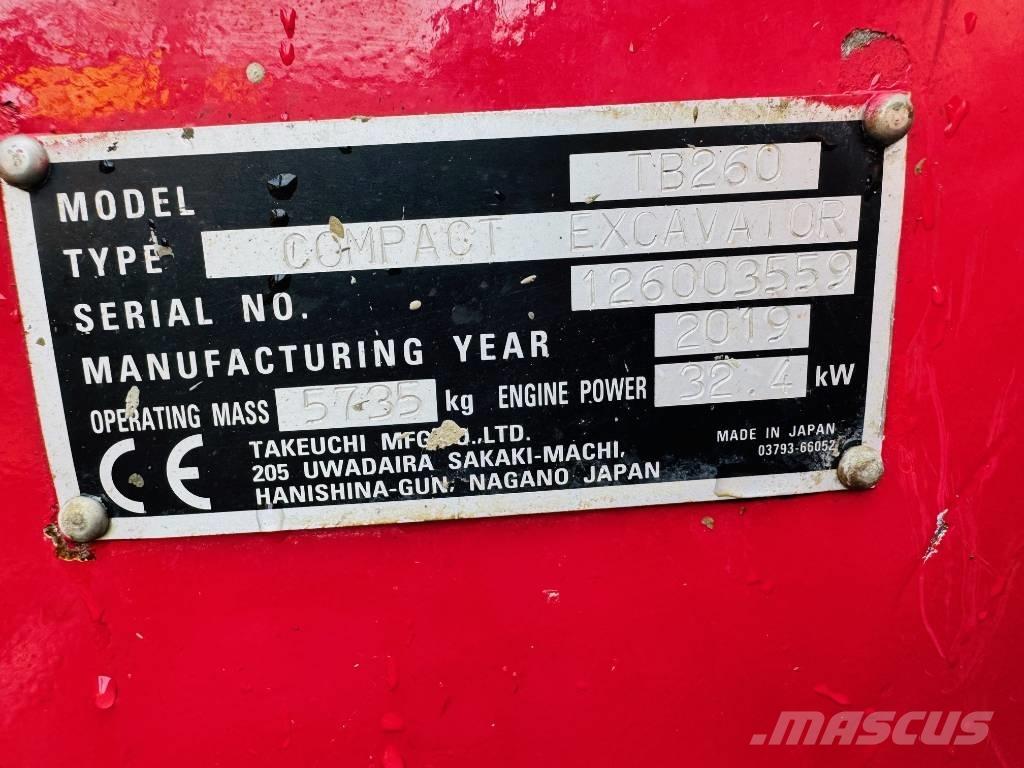 MODEL TB260
TYPE COMPACT EXCAVATOR
SERIAL NO. 126003559
MANUFACTURING YEAR 2019
OPERATING MASS 5735 kg ENGINE POWER 32.4 kW
CE TAKEUCHI MFG. CO.,LTD.
205 UWADAIRA SAKAKI-MACHI,
HANISHINA-GUN, NAGANO JAPAN
MADE IN JAPAN
03793-66052
MASCUS